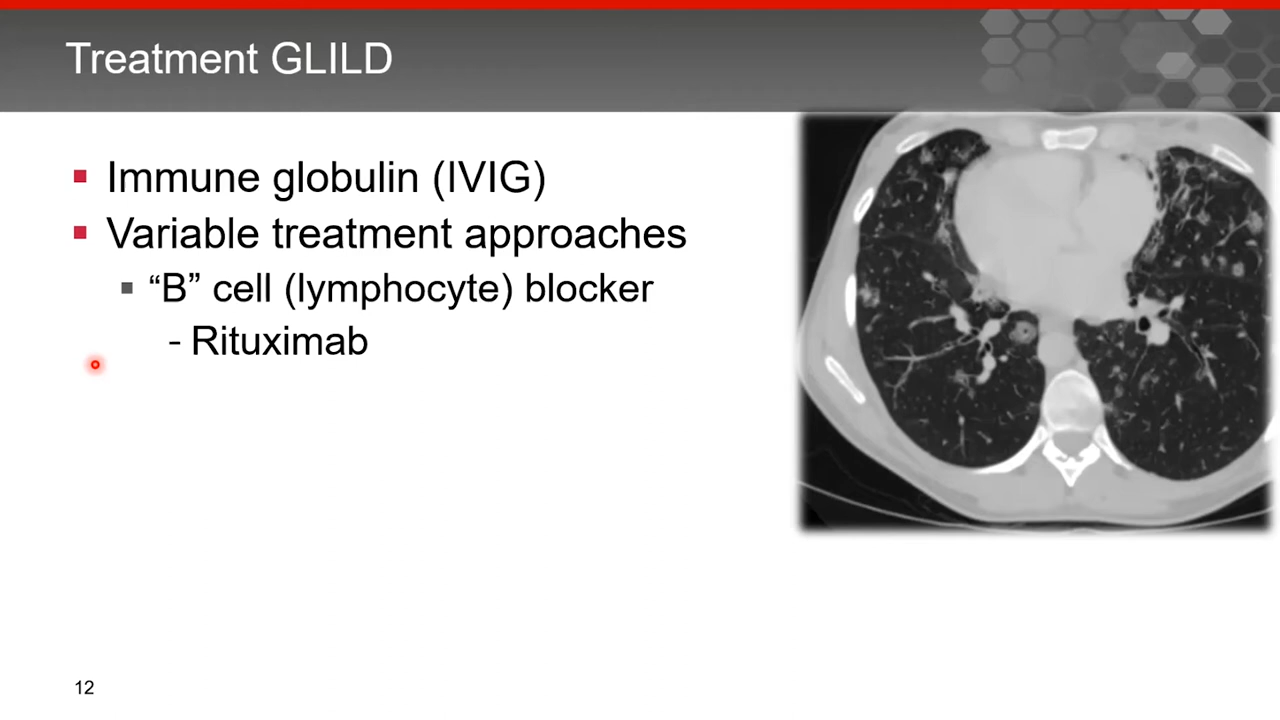 Treatment GLILD
Immune globulin (IVIG)
Variable treatment approaches
“B” cell (lymphocyte) blocker
- Rituximab
12